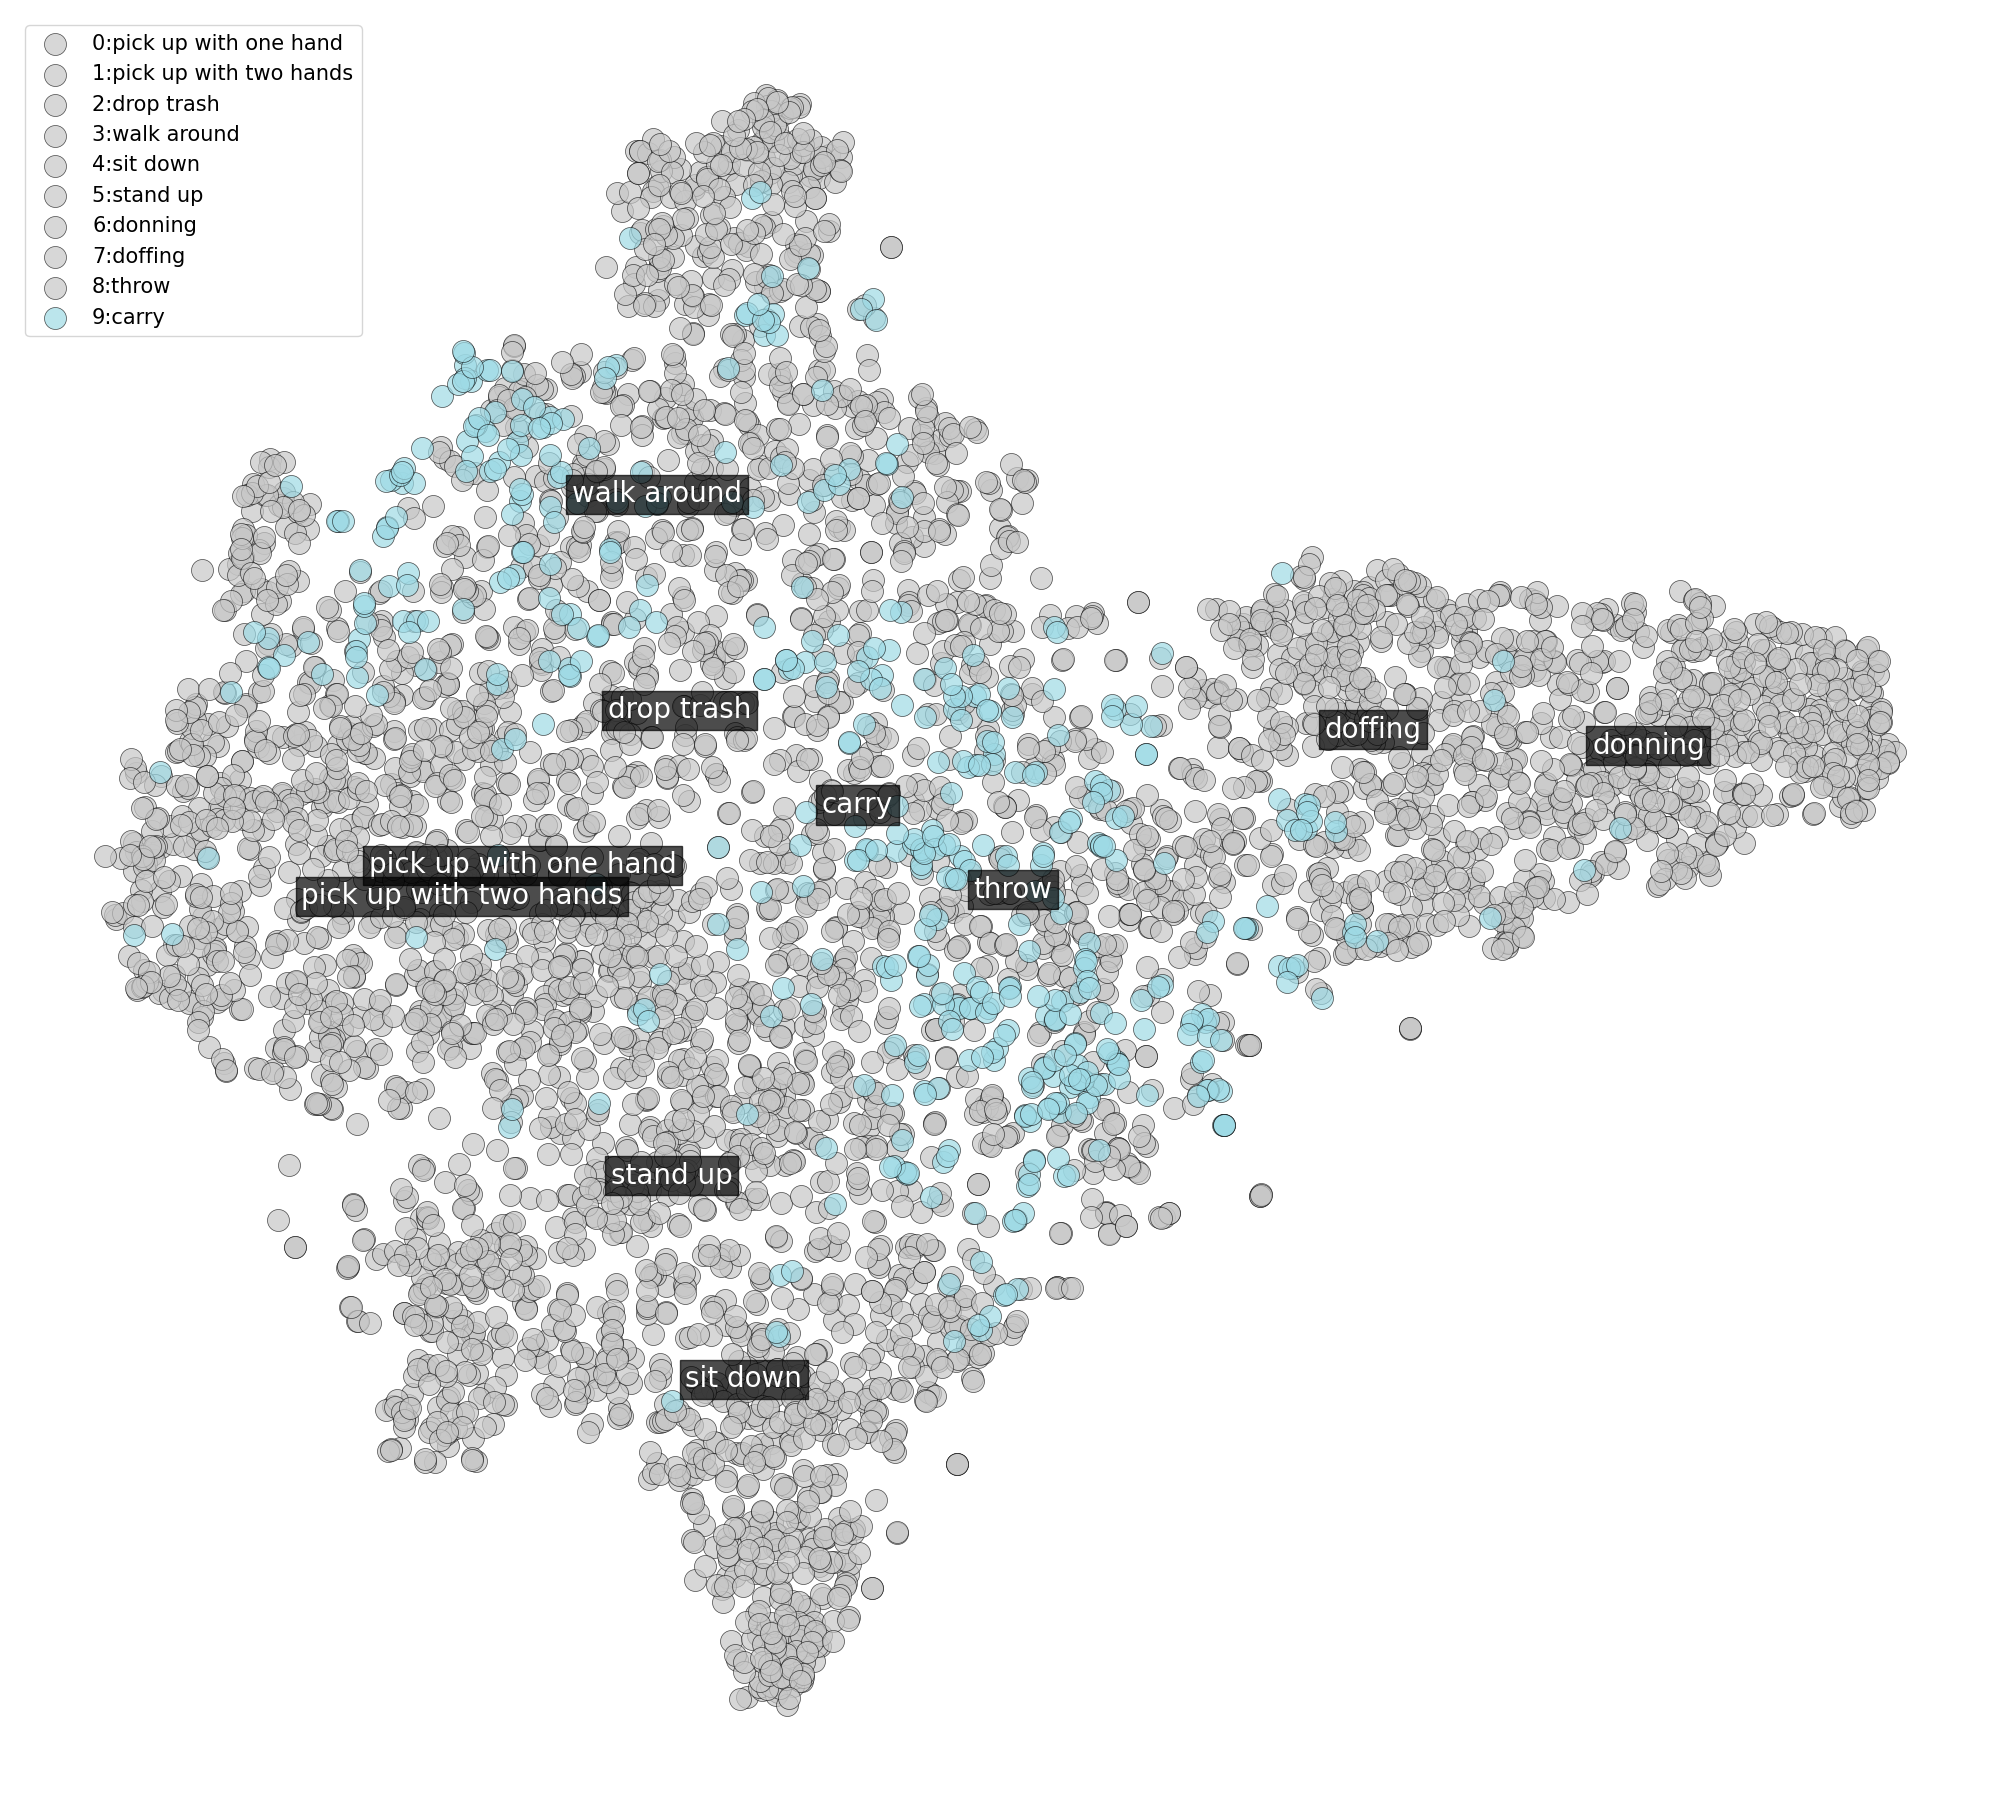 0:pick up with one hand
1:pick up with two hands
2:drop trash
3:walk around
4:sit down
5:stand up
6:donning
7:doffing
8:throw
9:carry
walk around
drop trash
doffing
donning
carry
pick up with one hand
throw
pick up with two hands
stand up
sit down